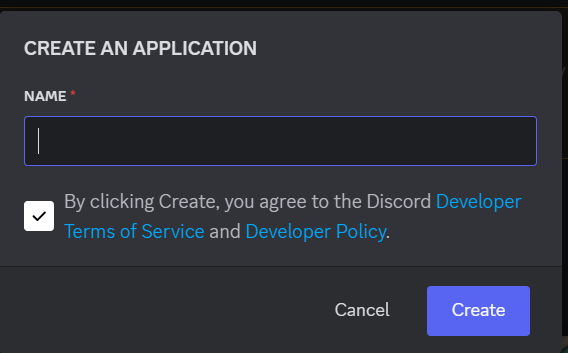 CREATE AN APPLICATION
NAME *
By clicking Create, you agree to the Discord Developer
Terms of Service and Developer Policy.
Cancel Create